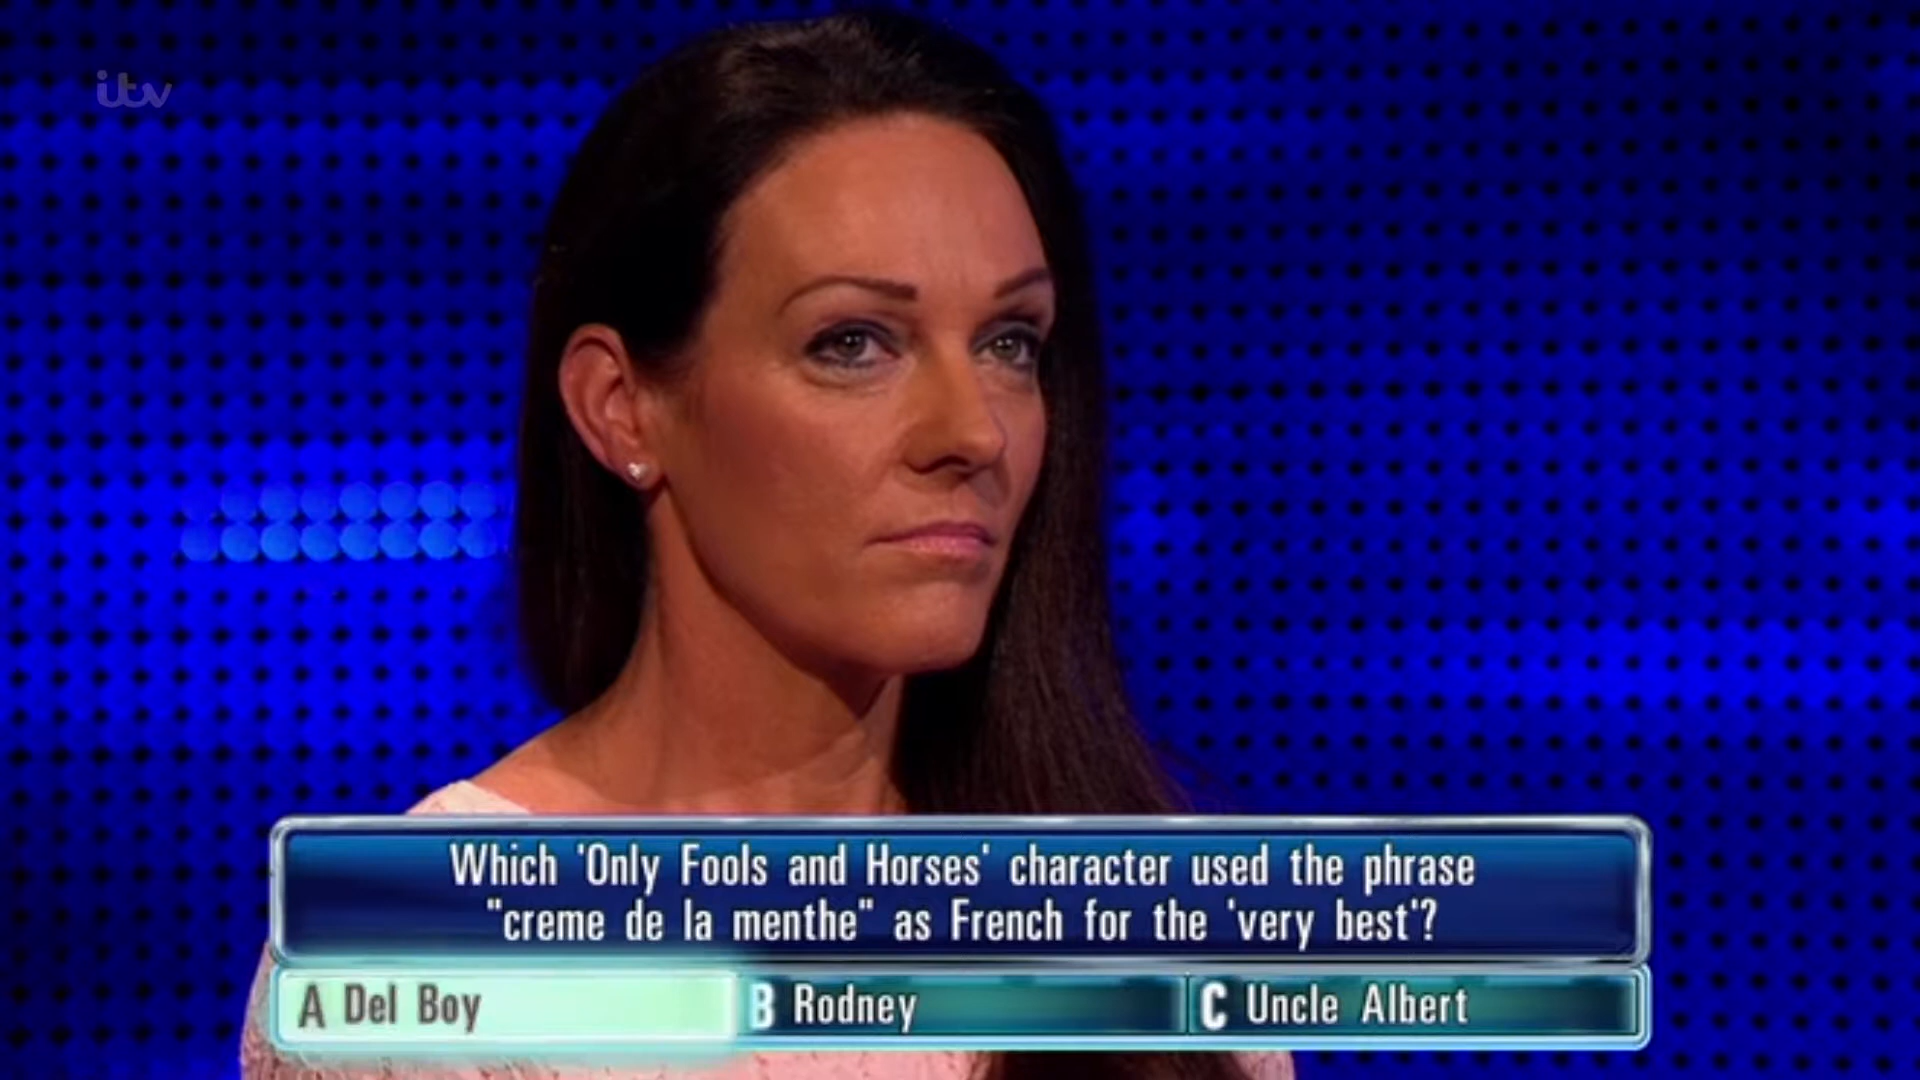 itv
Which 'Only Fools and Horses' character used the phrase
"creme de la menthe" as French for the 'very best'?
A Del Boy
B Rodney
C Uncle Albert